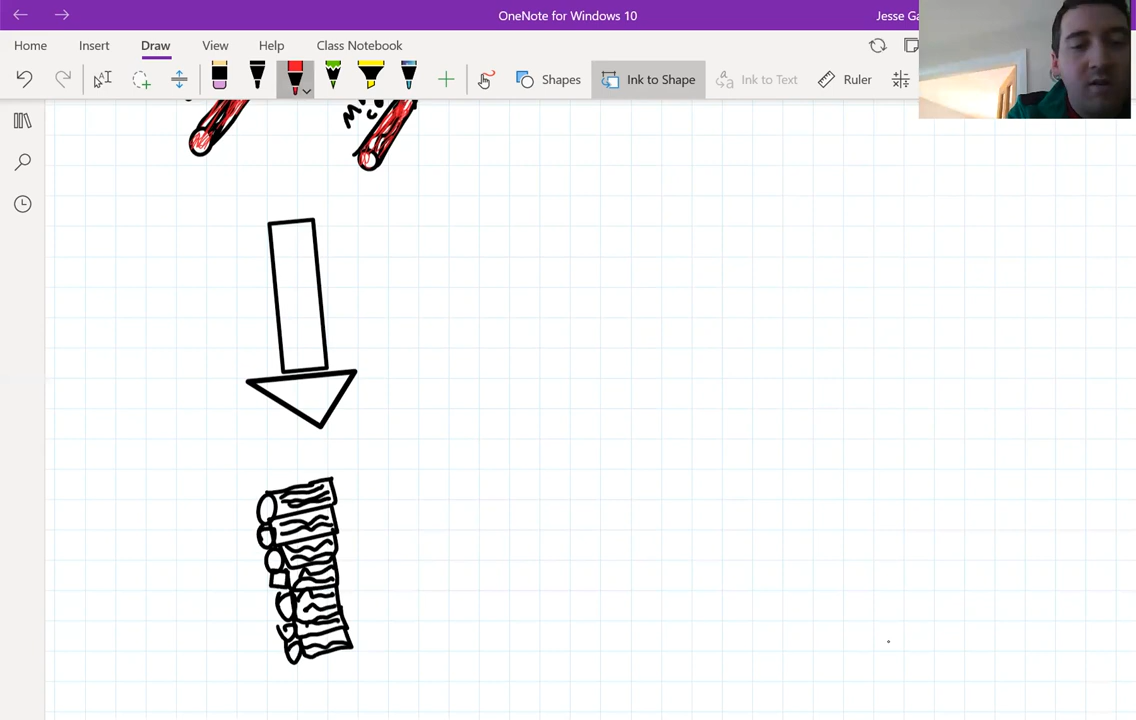 OneNote for Windows 10
Jesse Ga
Home Insert Draw View Help Class Notebook
Shapes Ink to Shape Ink to Text Ruler